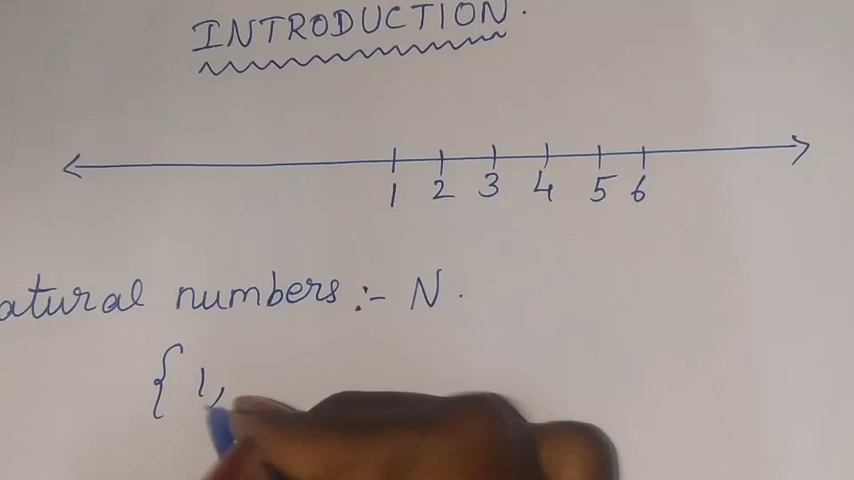 INTRODUCTION.
1 2 3 4 5 6
atural numbers :- N.
{ 1,